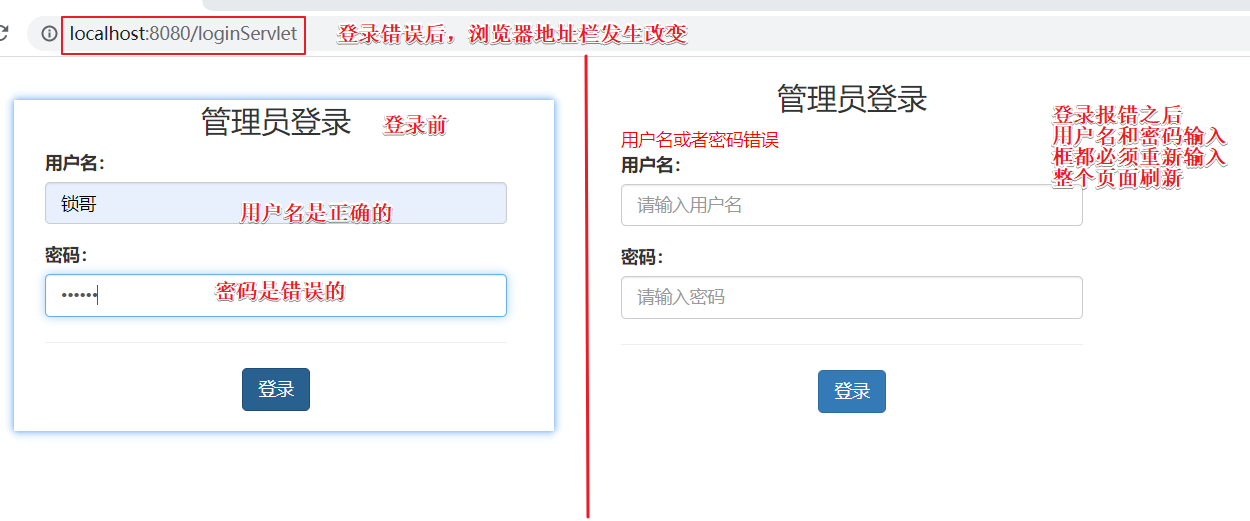 localhost:8080/loginServlet
登录错误后，浏览器地址栏发生改变
管理员登录
登录前
用户名：
锁哥
用户名是正确的
密码：
••••••
密码是错误的
登录
管理员登录
用户名或者密码错误
用户名：
请输入用户名
密码：
请输入密码
登录
登录报错之后
用户名和密码输入
框都必须重新输入
整个页面刷新